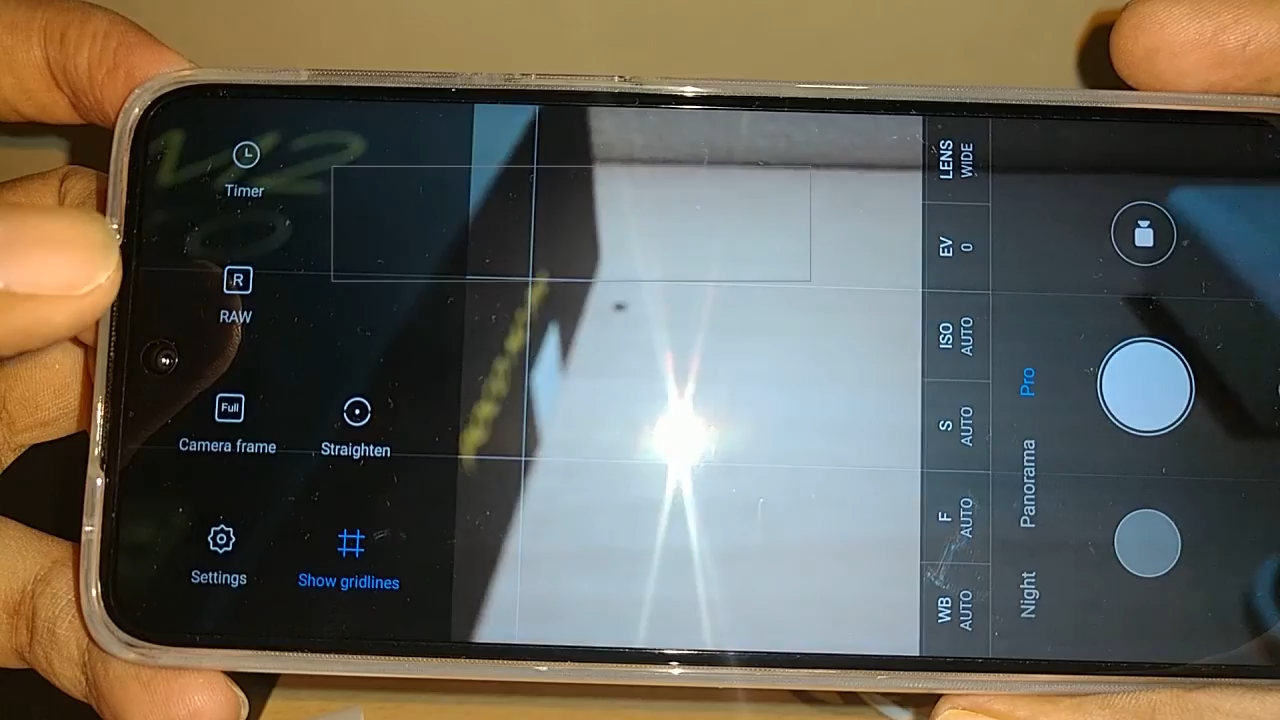 Timer
RAW
Camera frame
Full
Straighten
Settings
Show gridlines
LENS
WIDE
EV
0
ISO
AUTO
S
AUTO
F
AUTO
WB
AUTO
Night
Panorama
Pro
R